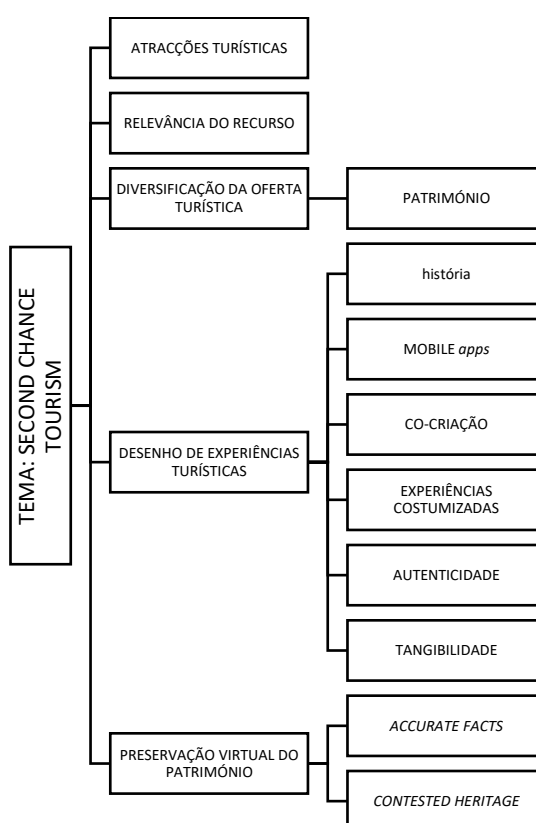 TEMA: SECOND CHANCE
TOURISM
ATRACÇÕES TURÍSTICAS
RELEVÂNCIA DO RECURSO
DIVERSIFICAÇÃO DA OFERTA
TURÍSTICA
PATRIMÓNIO
DESENHO DE EXPERIÊNCIAS
TURÍSTICAS
história
MOBILE apps
CO-CRIAÇÃO
EXPERIÊNCIAS
COSTUMIZADAS
AUTENTICIDADE
TANGIBILIDADE
PRESERVAÇÃO VIRTUAL DO
PATRIMÓNIO
ACCURATE FACTS
CONTESTED HERITAGE